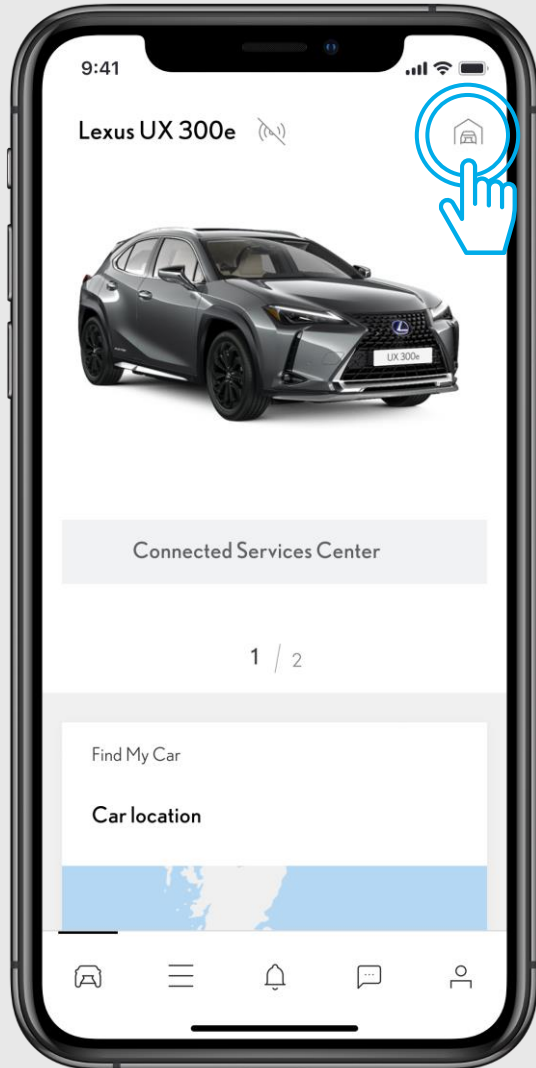 9:41
Lexus UX 300e
UX 300e
Connected Services Center
1 / 2
Find My Car
Car location